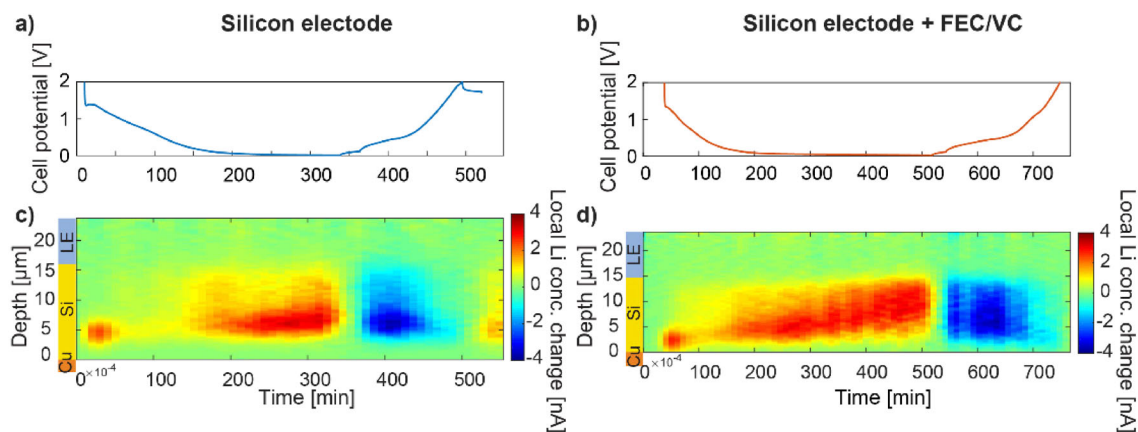 a) Silicon electode
b) Silicon electode + FEC/VC
Cell potential [V]
2
1
0
0 100 200 300 400 500
Cell potential [V]
2
1
0
0 100 200 300 400 500 600 700
c)
Depth [µm]
20
15
10
5
0
LE
Si
Cu
×10⁻⁴
0 100 200 300 400 500
Time [min]
4
2
0
-2
-4
Local Li conc. change [nA]
d)
Depth [µm]
20
15
10
5
0
LE
Si
Cu
×10⁻⁴
0 100 200 300 400 500 600 700
Time [min]
4
2
0
-2
-4
Local Li conc. change [nA]